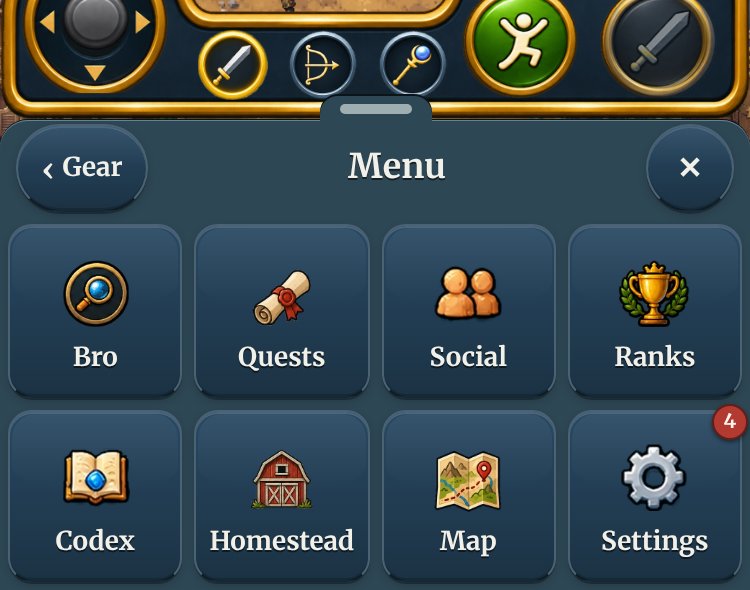 ‹ Gear
Menu
×
Bro
Quests
Social
Ranks
4
Codex
Homestead
Map
Settings